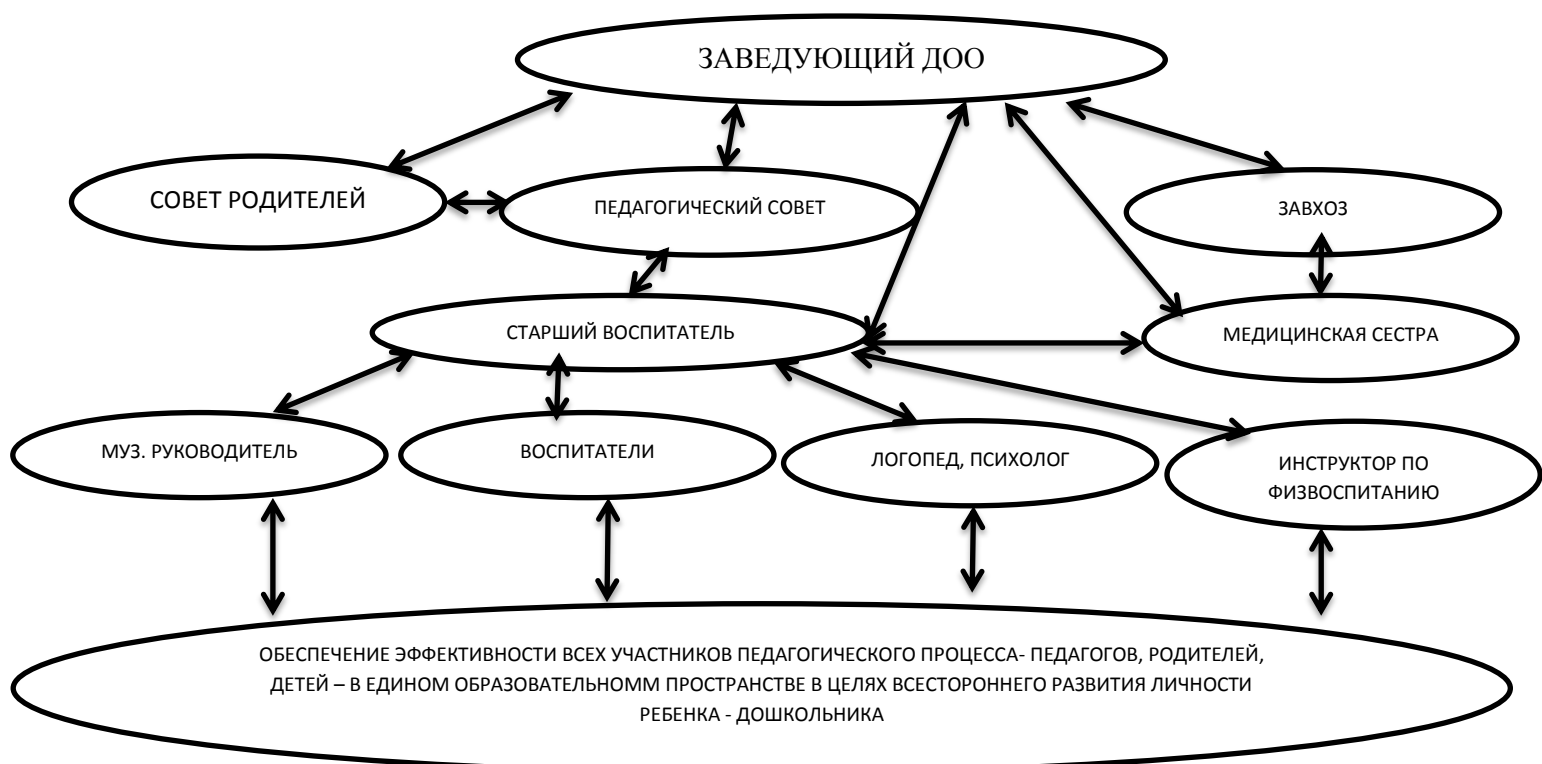 ЗАВЕДУЮЩИЙ ДОО
СОВЕТ РОДИТЕЛЕЙ
ПЕДАГОГИЧЕСКИЙ СОВЕТ
ЗАВХОЗ
СТАРШИЙ ВОСПИТАТЕЛЬ
МЕДИЦИНСКАЯ СЕСТРА
МУЗ. РУКОВОДИТЕЛЬ
ВОСПИТАТЕЛИ
ЛОГОПЕД, ПСИХОЛОГ
ИНСТРУКТОР ПО
ФИЗВОСПИТАНИЮ
ОБЕСПЕЧЕНИЕ ЭФФЕКТИВНОСТИ ВСЕХ УЧАСТНИКОВ ПЕДАГОГИЧЕСКОГО ПРОЦЕССА- ПЕДАГОГОВ, РОДИТЕЛЕЙ,
ДЕТЕЙ – В ЕДИНОМ ОБРАЗОВАТЕЛЬНОММ ПРОСТРАНСТВЕ В ЦЕЛЯХ ВСЕСТОРОННЕГО РАЗВИТИЯ ЛИЧНОСТИ
РЕБЕНКА - ДОШКОЛЬНИКА